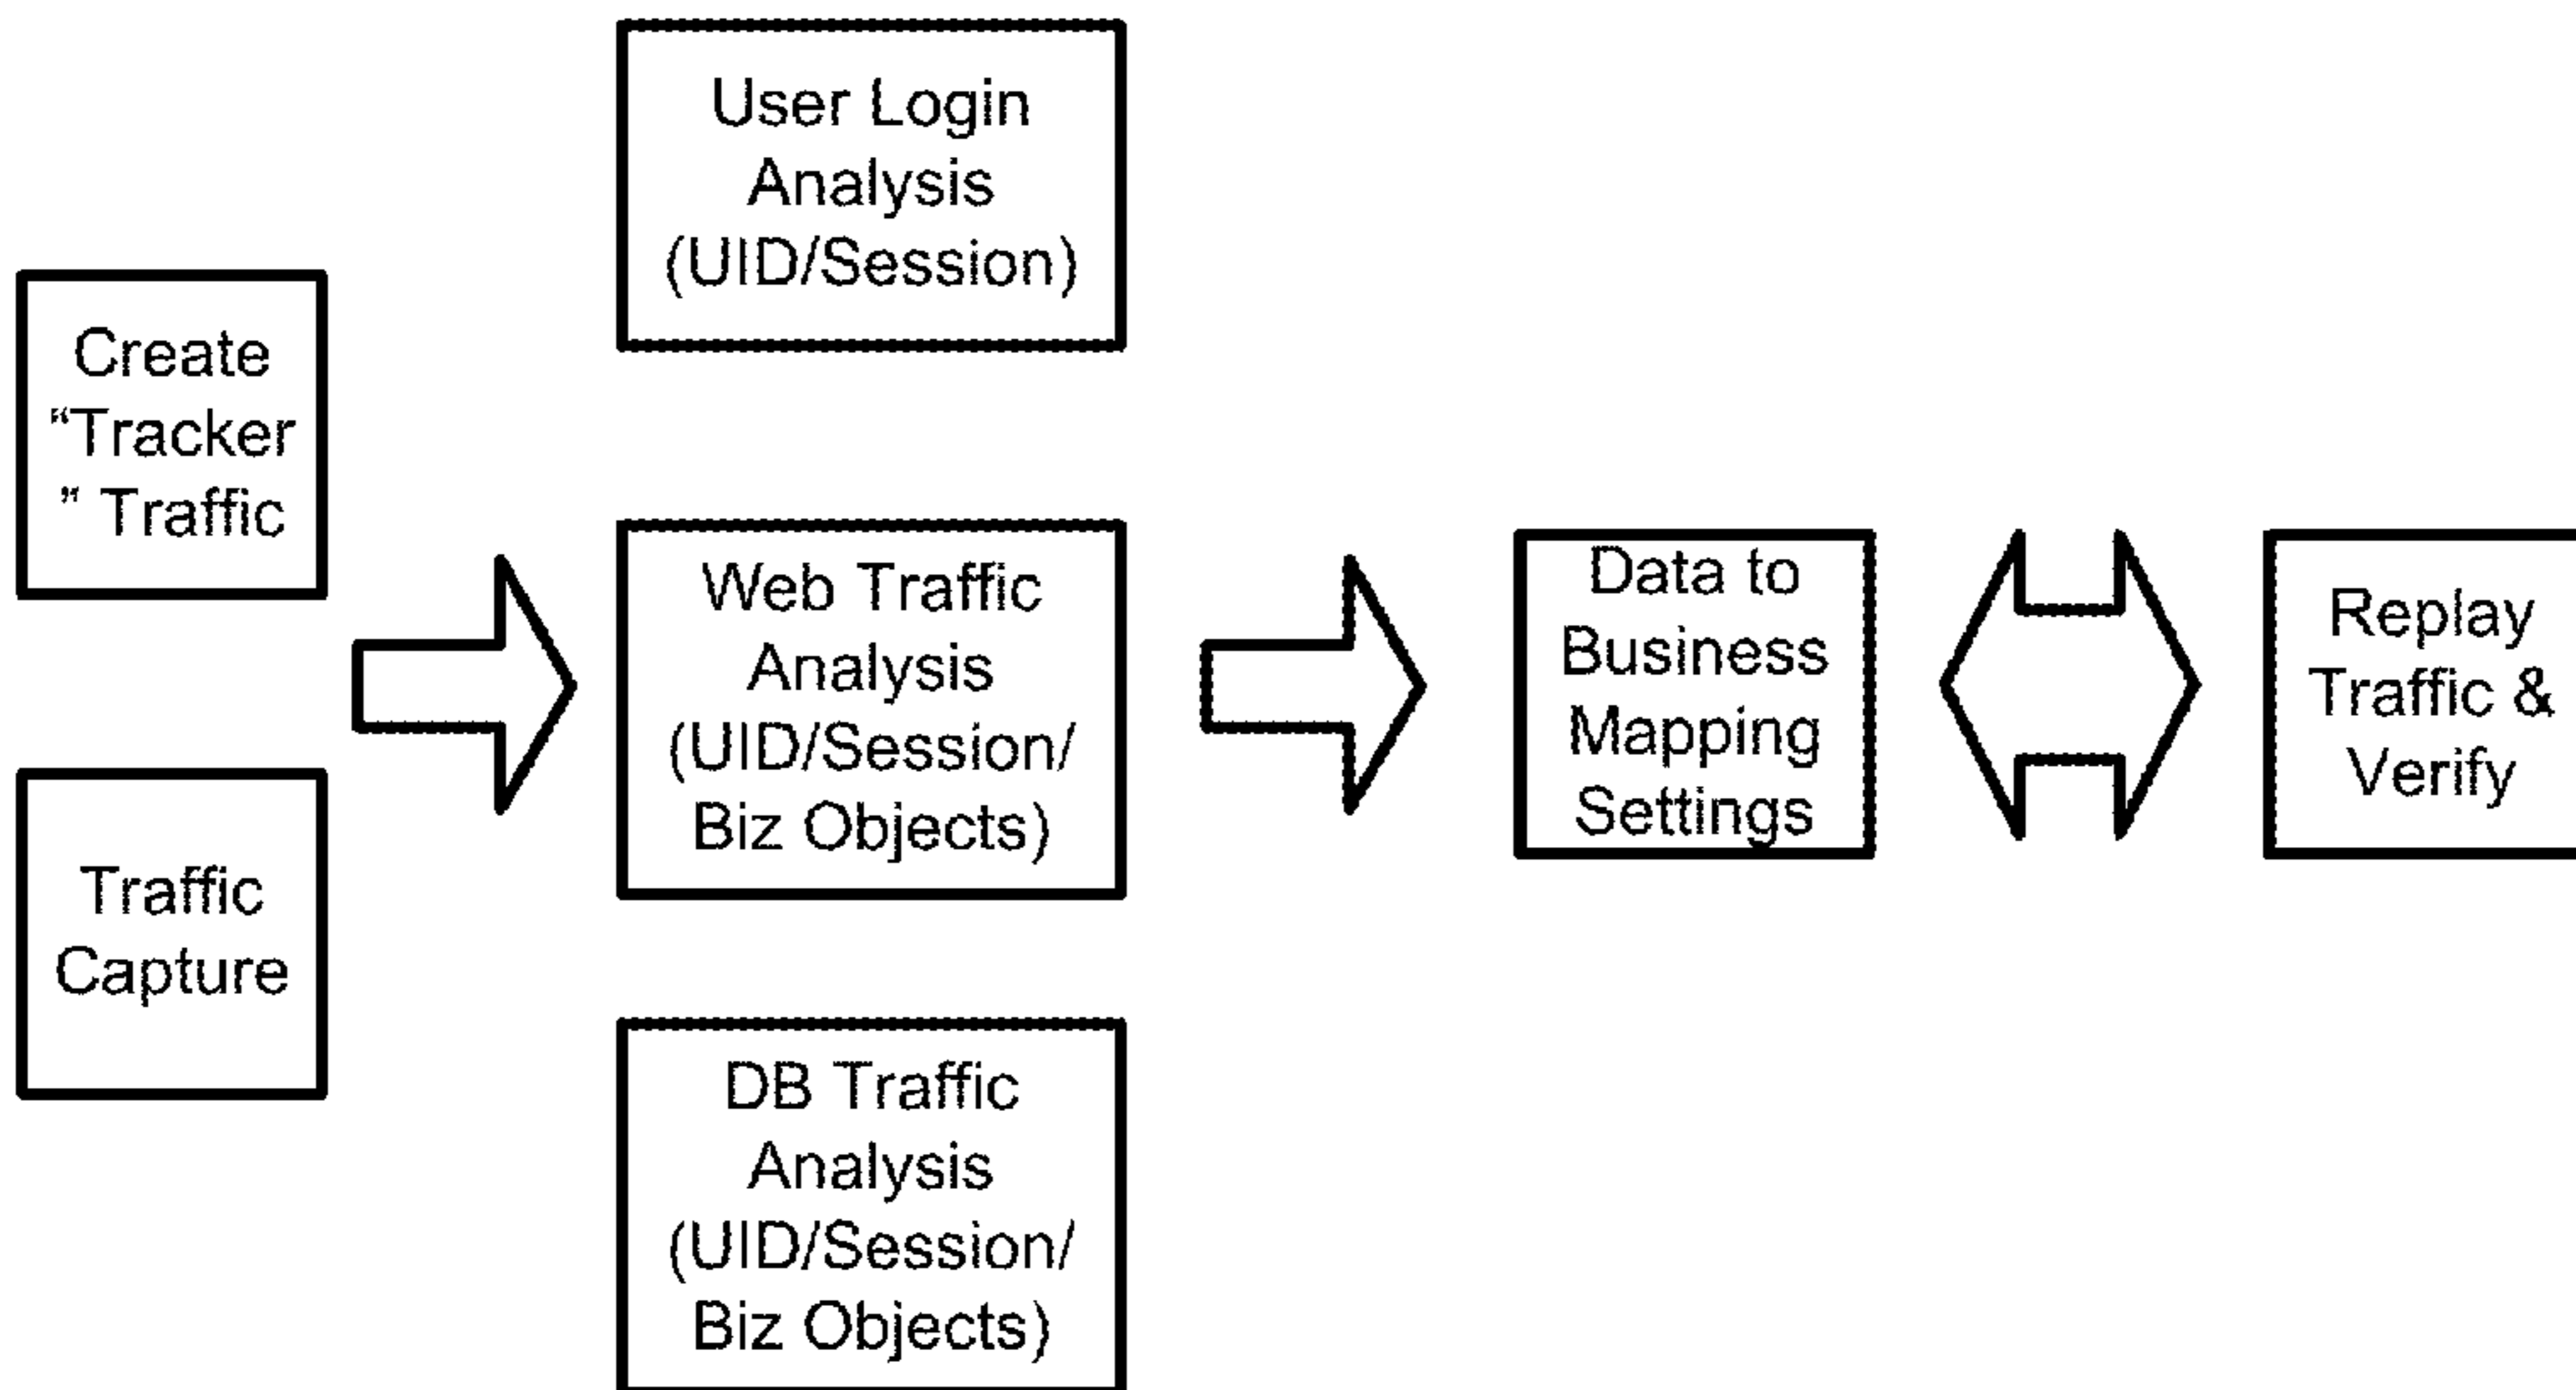 Create
“Tracker
” Traffic
Traffic
Capture
User Login
Analysis
(UID/Session)
Web Traffic
Analysis
(UID/Session/
Biz Objects)
DB Traffic
Analysis
(UID/Session/
Biz Objects)
Data to
Business
Mapping
Settings
Replay
Traffic &
Verify